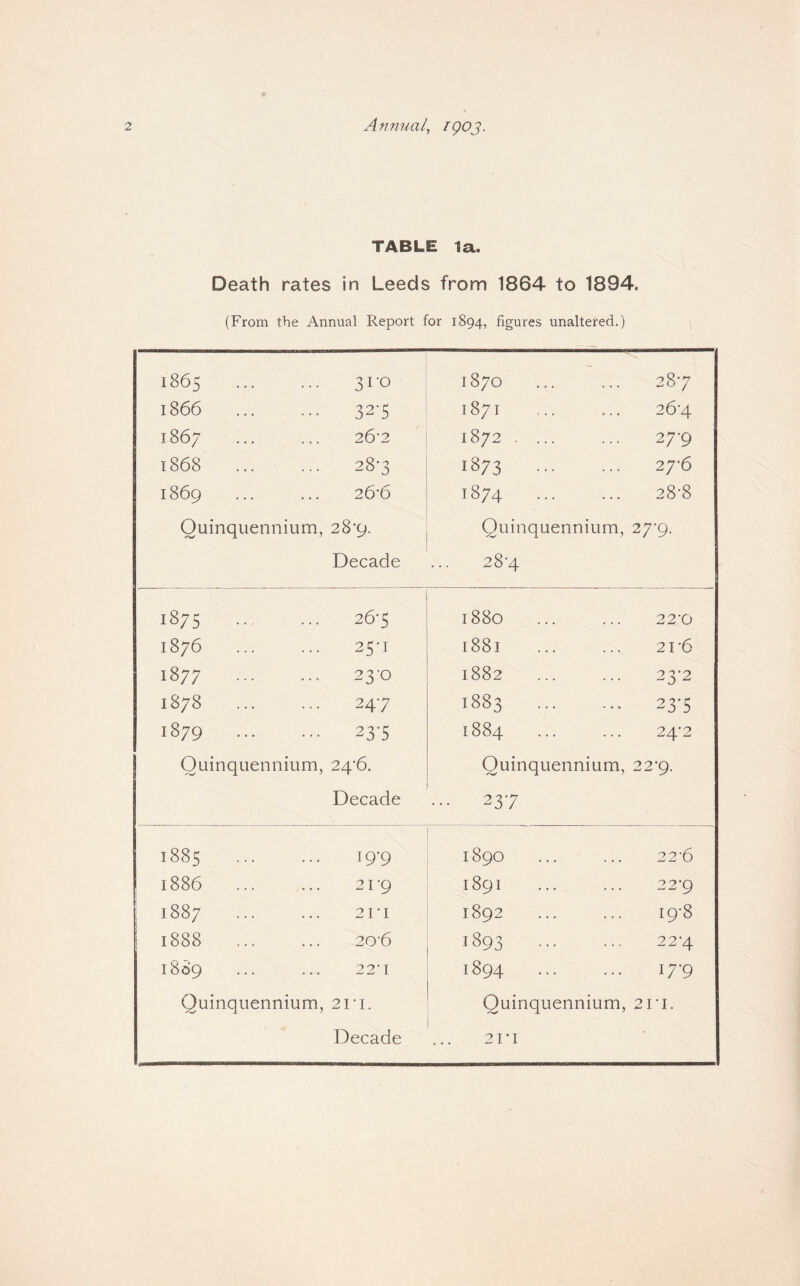 2 Annual, 1903.
TABLE 1a.
Death rates in Leeds from 1864 to 1894.
(From the Annual Report for 1894, figures unaltered.)
1865 ... ... 31·0 1870 ... ... 28·7
1866 ... ... 32·5 1871 ... ... 26·4
1867 ... ... 26·2 1872 ... ... 27·9
1868 ... ... 28·3 1873 ... ... 27·6
1869 ... ... 26·6 1874 ... ... 28·8
Quinquennium, 28·9. Quinquennium, 27·9.
Decade ... 28·4
1875 ... ... 26·5 1880 ... ... 22·0
1876 ... ... 25·1 1881 ... ... 21·6
1877 ... ... 23·0 1882 ... ... 23·2
1878 ... ... 24·7 1883 ... ... 23·5
1879 ... ... 23·5 1884 ... ... 24·2
Quinquennium, 24·6. Quinquennium, 22·9.
Decade ... 23·7
1885 ... ... 19·9 1890 ... ... 22·6
1886 ... ... 21·9 1891 ... ... 22·9
1887 ... ... 21·1 1892 ... ... 19·8
1888 ... ... 20·6 1893 ... ... 22·4
1889 ... ... 22·1 1894 ... ... 17·9
Quinquennium, 21·1. Quinquennium, 21·1.
Decade ... 21·1